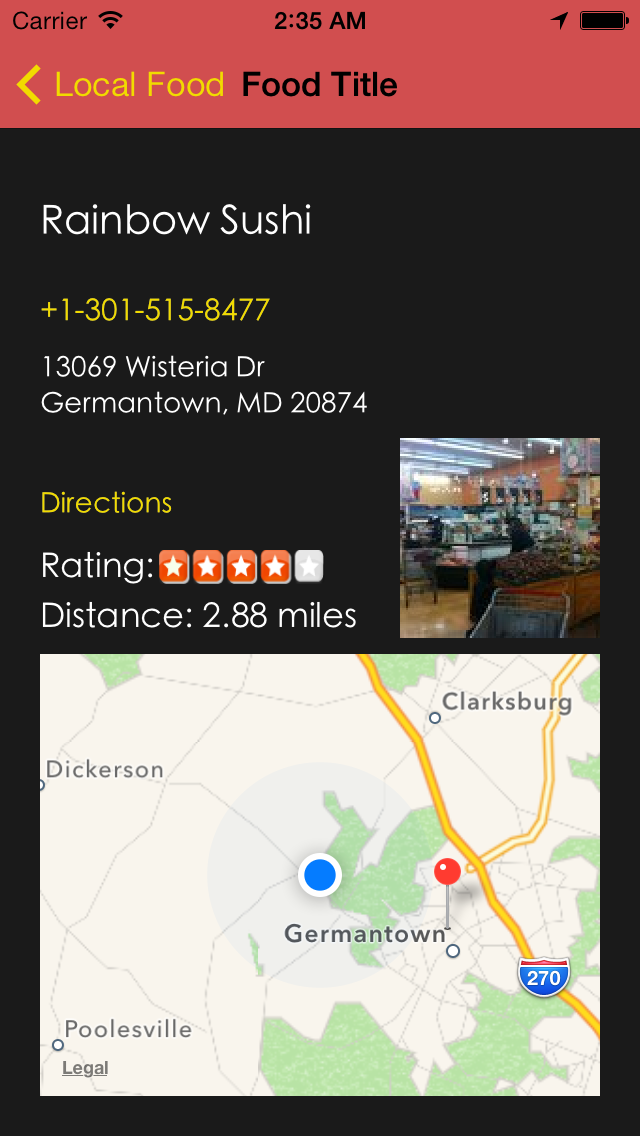 Carrier 2:35 AM
Local Food Food Title
Rainbow Sushi
+1-301-515-8477
13069 Wisteria Dr
Germantown, MD 20874
Directions
Rating:
Distance: 2.88 miles
Clarksburg
Dickerson
Germantown
270
Poolesville
Legal